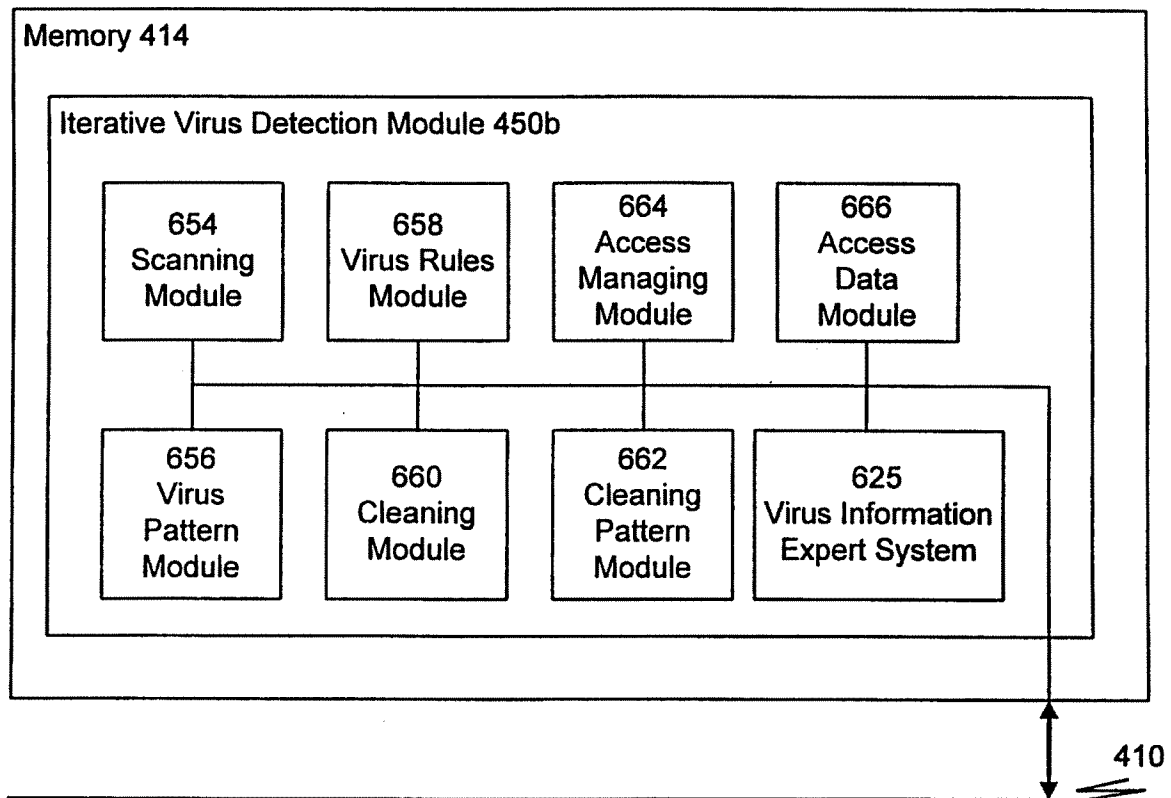 Memory 414
Iterative Virus Detection Module 450b
654
Scanning
Module
658
Virus Rules
Module
664
Access
Managing
Module
666
Access
Data
Module
656
Virus
Pattern
Module
660
Cleaning
Module
662
Cleaning
Pattern
Module
625
Virus Information
Expert System
410